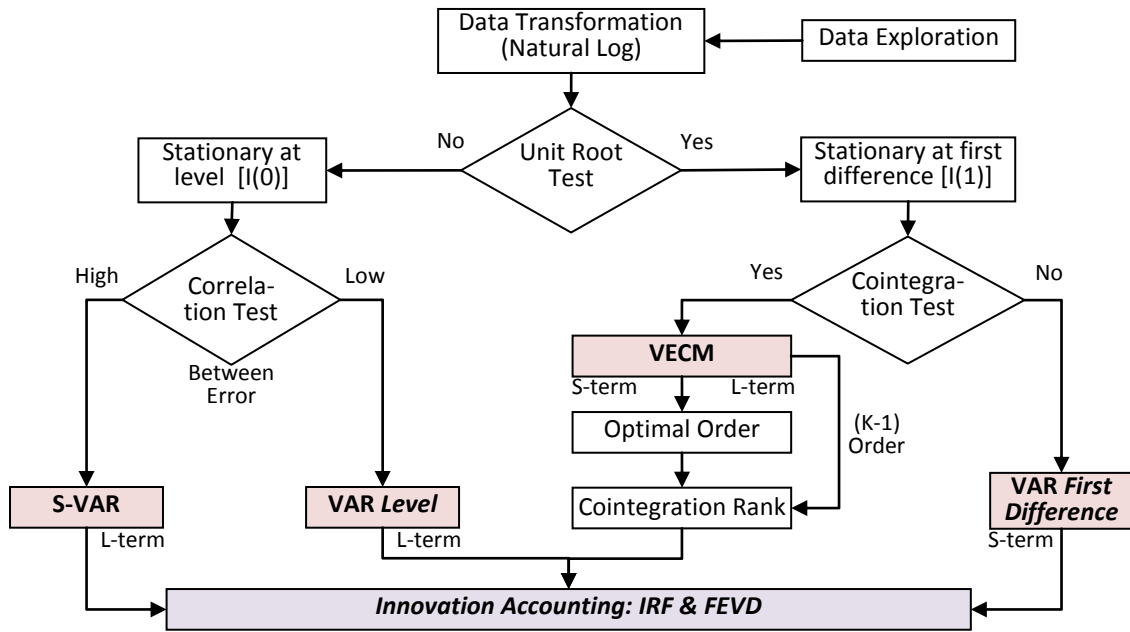 Data Transformation
(Natural Log)
Data Exploration
No
Unit Root
Test
Yes
Stationary at
level [I(0)]
Stationary at first
difference [I(1)]
High
Correla-
tion Test
Low
Between
Error
Yes
Cointegra-
tion Test
No
VECM
S-term
L-term
(K-1)
Order
Optimal Order
Cointegration Rank
S-VAR
L-term
VAR Level
L-term
VAR First
Difference
S-term
Innovation Accounting: IRF & FEVD